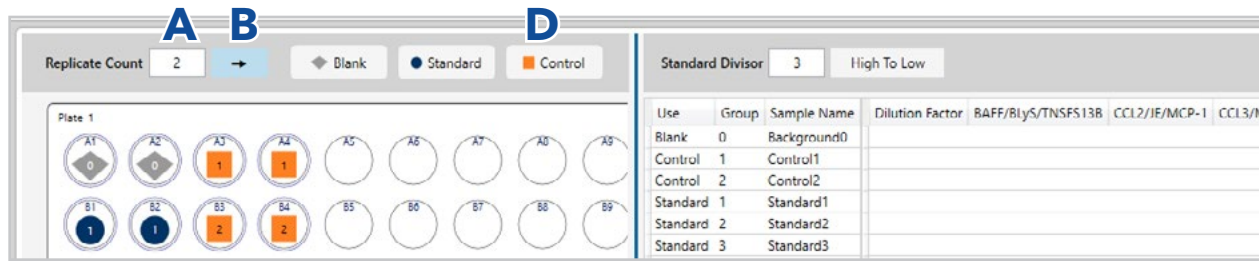 A B D
Replicate Count 2 → Blank Standard Control Standard Divisor 3 High To Low
Plate 1
A1 A2 A3 A4 A5 A6 A7 A8 A9
0 0 1 1
B1 B2 B3 B4 B5 B6 B7 B8 B9
1 1 2 2
Use Group Sample Name Dilution Factor BAFF/BLyS/TNSFS13B CCL2/JE/MCP-1 CCL3/M
Blank 0 Background0
Control 1 Control1
Control 2 Control2
Standard 1 Standard1
Standard 2 Standard2
Standard 3 Standard3